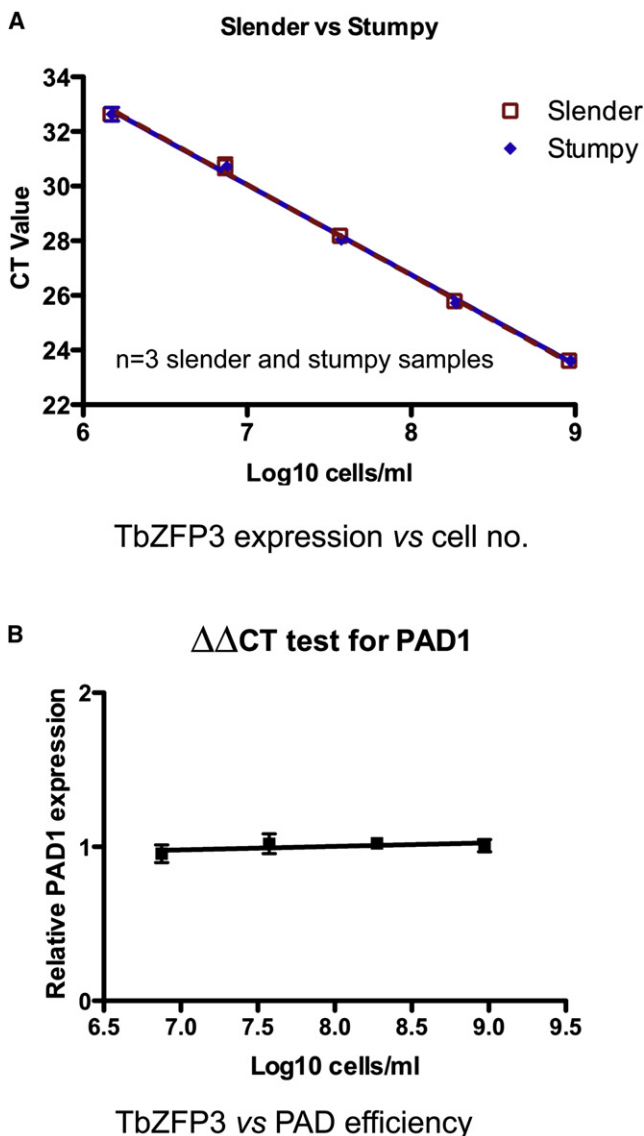 A
Slender vs Stumpy
34
32
30
28
26
24
22
CT Value
Slender
Stumpy
n=3 slender and stumpy samples
6 7 8 9
Log10 cells/ml
TbZFP3 expression vs cell no.
B
ΔΔCT test for PAD1
2
1
0
Relative PAD1 expression
6.5 7.0 7.5 8.0 8.5 9.0 9.5
Log10 cells/ml
TbZFP3 vs PAD efficiency